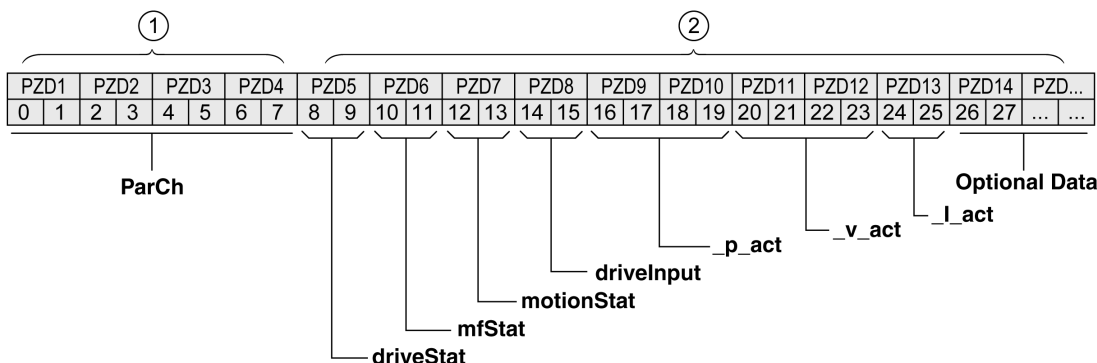 1 2
PZD1 PZD2 PZD3 PZD4 PZD5 PZD6 PZD7 PZD8 PZD9 PZD10 PZD11 PZD12 PZD13 PZD14 PZD...
0 1 2 3 4 5 6 7 8 9 10 11 12 13 14 15 16 17 18 19 20 21 22 23 24 25 26 27 ... ...
ParCh
Optional Data
_I_act
_v_act
_p_act
driveInput
motionStat
mfStat
driveStat